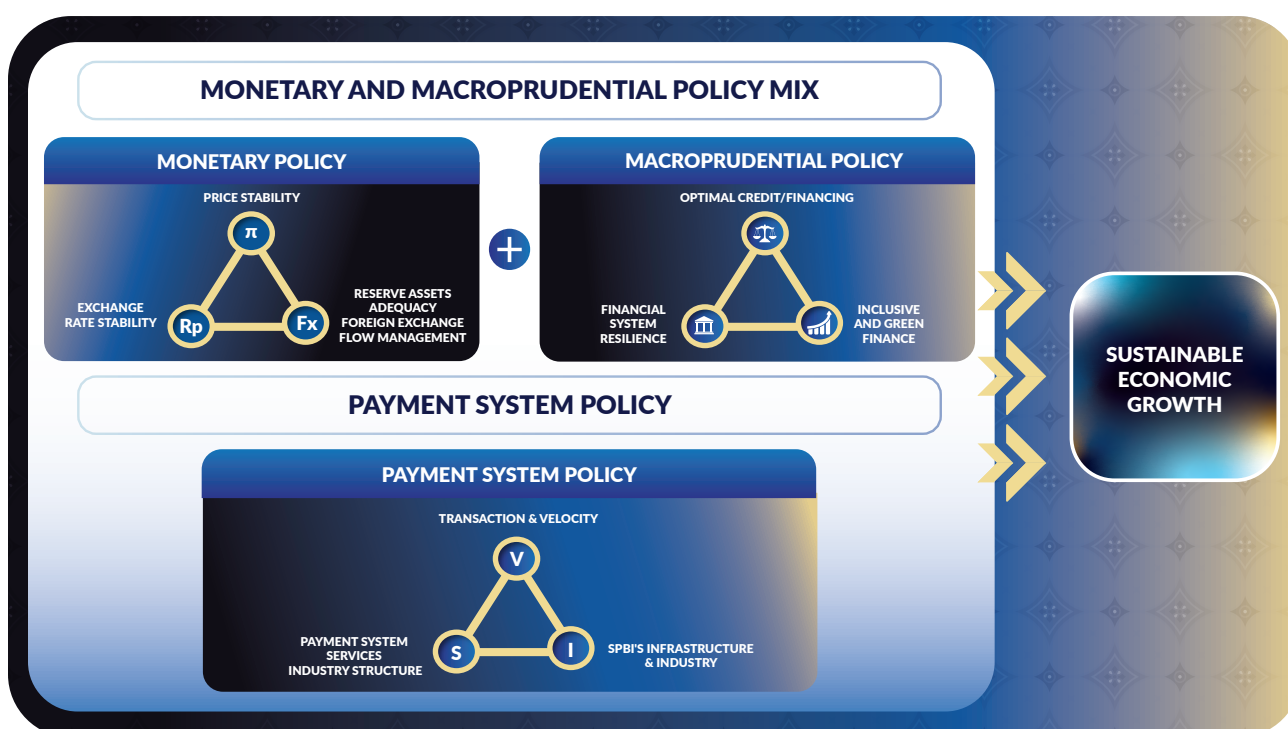 MONETARY AND MACROPRUDENTIAL POLICY MIX
MONETARY POLICY
PRICE STABILITY
π
EXCHANGE
RATE STABILITY
Rp
Fx
RESERVE ASSETS
ADEQUACY
FOREIGN EXCHANGE
FLOW MANAGEMENT
+
MACROPRUDENTIAL POLICY
OPTIMAL CREDIT/FINANCING
FINANCIAL
SYSTEM
RESILIENCE
INCLUSIVE
AND GREEN
FINANCE
PAYMENT SYSTEM POLICY
PAYMENT SYSTEM POLICY
TRANSACTION & VELOCITY
V
PAYMENT SYSTEM
SERVICES
INDUSTRY STRUCTURE
S
I
SPBI'S INFRASTRUCTURE
& INDUSTRY
SUSTAINABLE
ECONOMIC
GROWTH